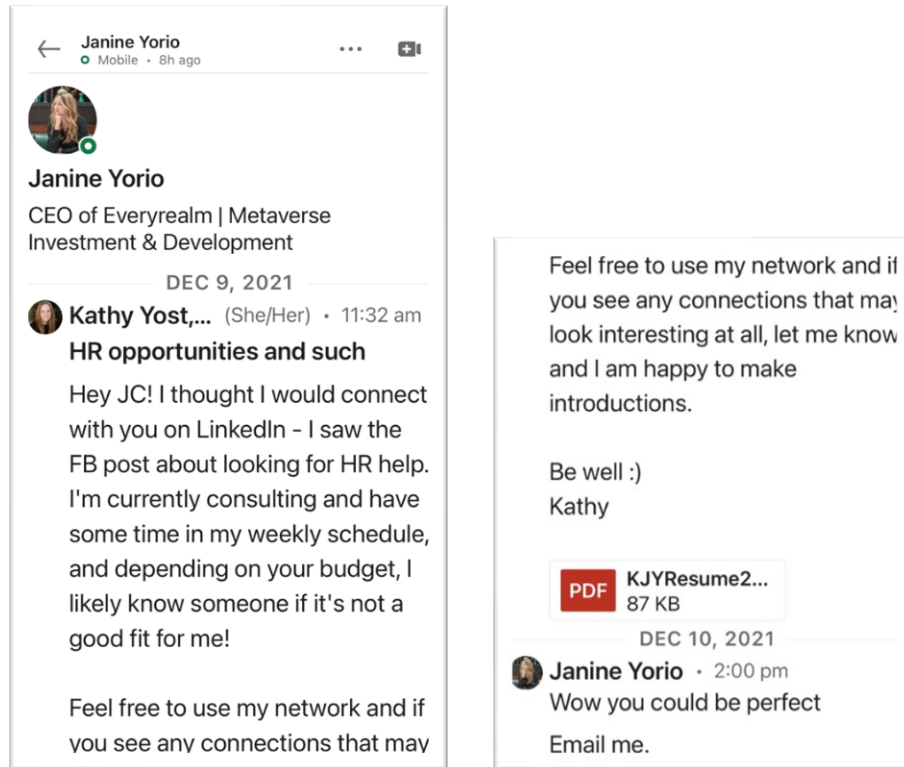 Janine Yorio
Mobile • 8h ago
Janine Yorio
CEO of Everyrealm | Metaverse
Investment & Development
DEC 9, 2021
Kathy Yost,... (She/Her) • 11:32 am
HR opportunities and such
Hey JC! I thought I would connect
with you on LinkedIn - I saw the
FB post about looking for HR help.
I'm currently consulting and have
some time in my weekly schedule,
and depending on your budget, I
likely know someone if it's not a
good fit for me!
Feel free to use my network and if
you see any connections that may
Feel free to use my network and if
you see any connections that may
look interesting at all, let me know
and I am happy to make
introductions.
Be well :)
Kathy
PDF
KJYResume2...
87 KB
DEC 10, 2021
Janine Yorio • 2:00 pm
Wow you could be perfect
Email me.